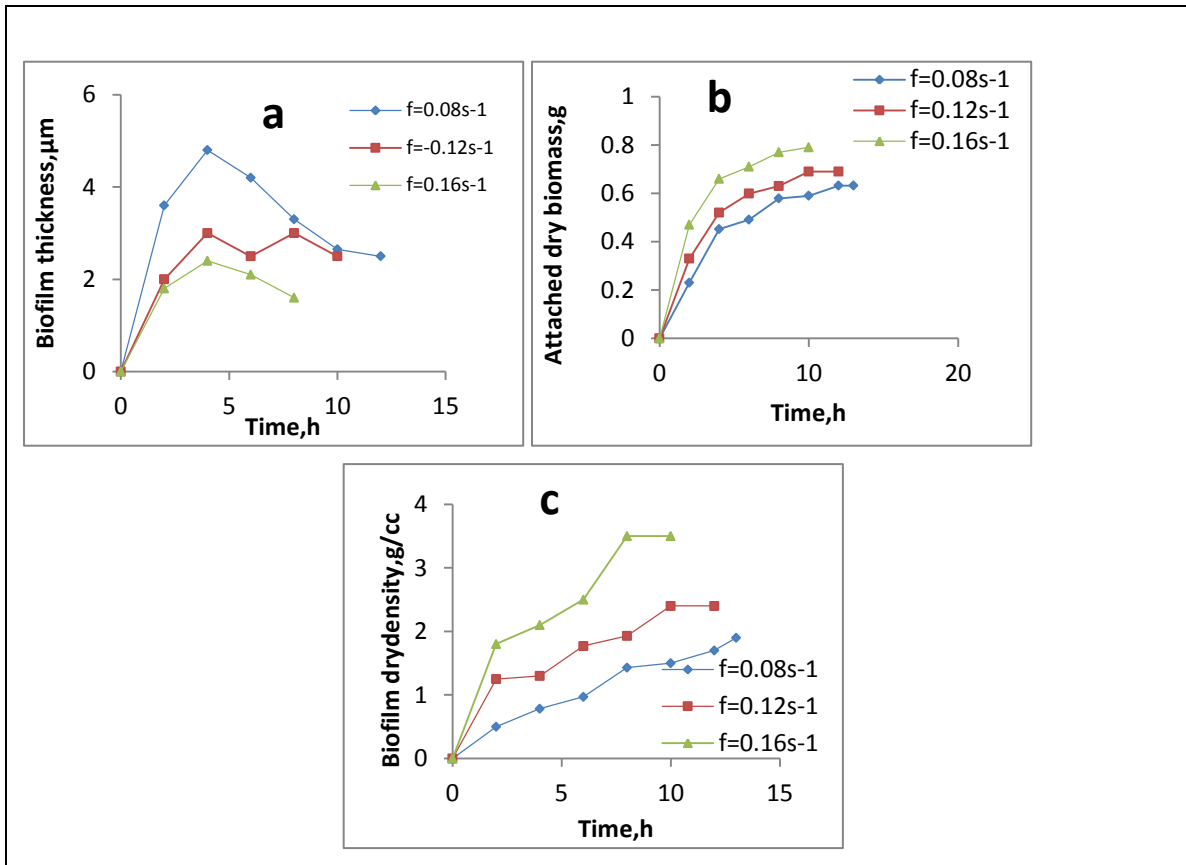 a
Biofilm thickness,µm
6
4
2
0
0
5
10
15
Time,h
f=0.08s-1
f=-0.12s-1
f=0.16s-1
b
Attached dry biomass,g
1
0.8
0.6
0.4
0.2
0
0
10
20
Time,h
f=0.08s-1
f=0.12s-1
f=0.16s-1
c
Biofilm drydensity,g/cc
4
3
2
1
0
0
5
10
15
Time,h
f=0.08s-1
f=0.12s-1
f=0.16s-1